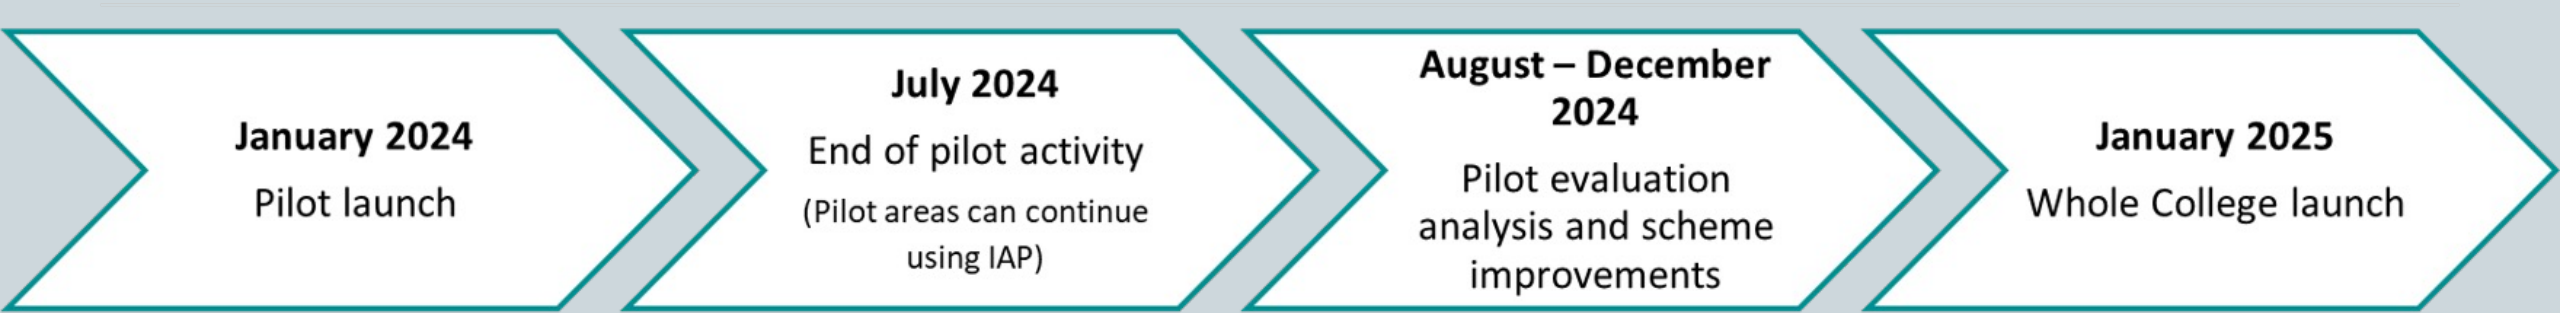 January 2024
Pilot launch
July 2024
End of pilot activity
(Pilot areas can continue
using IAP)
August – December
2024
Pilot evaluation
analysis and scheme
improvements
January 2025
Whole College launch